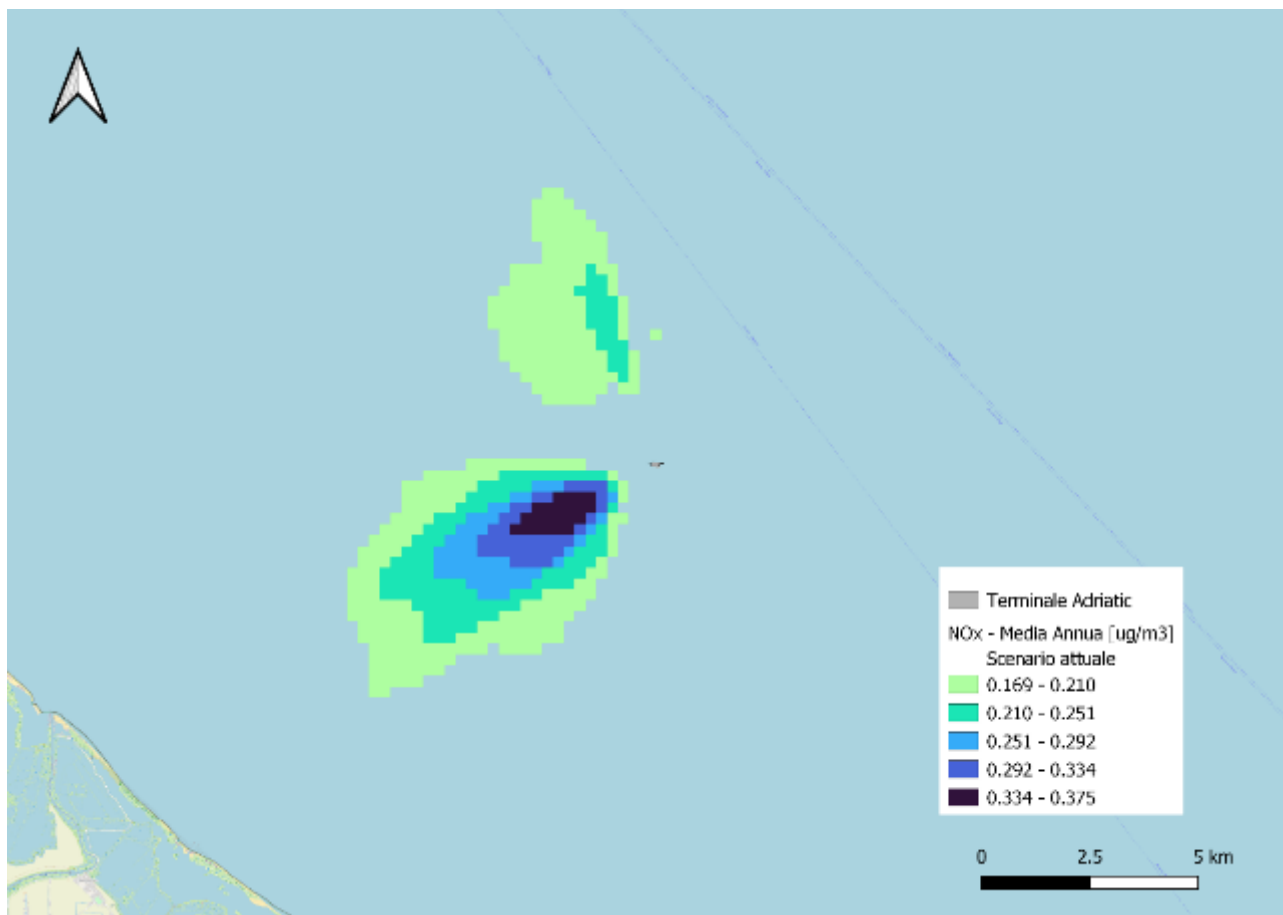 Terminale Adriatic
NOx - Media Annua [ug/m3]
Scenario attuale
0.169 - 0.210
0.210 - 0.251
0.251 - 0.292
0.292 - 0.334
0.334 - 0.375
0 2.5 5 km